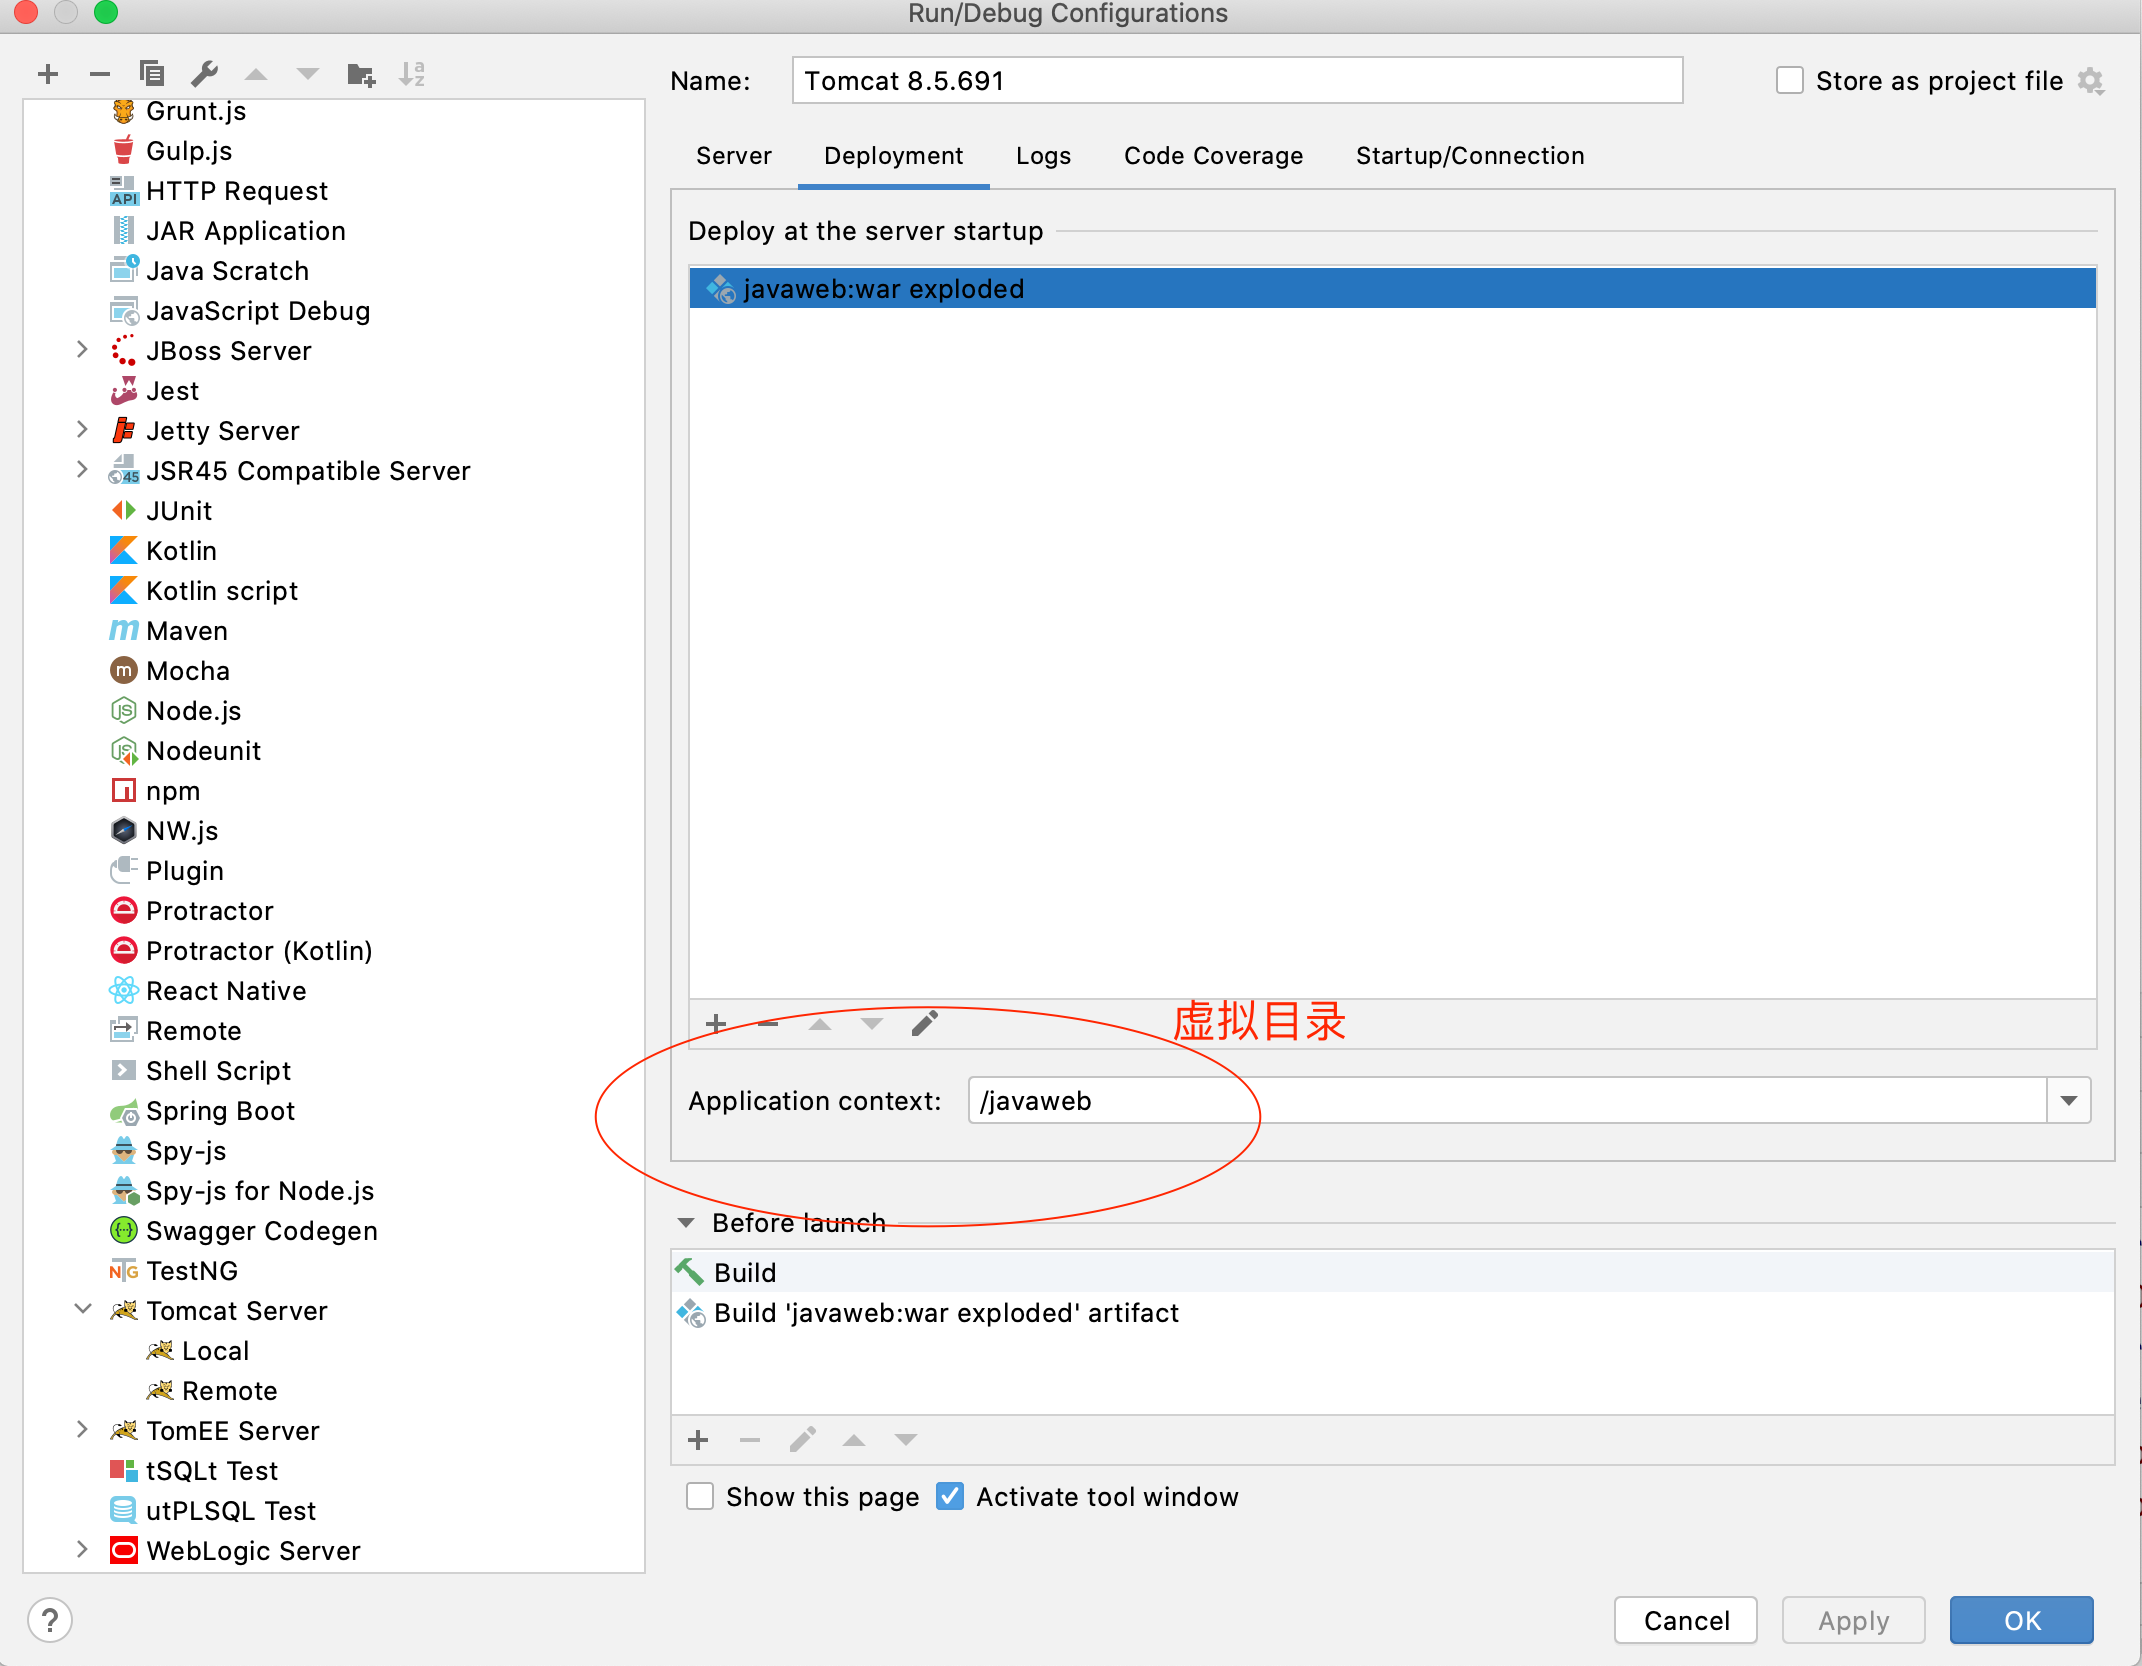 Run/Debug Configurations
Grunt.js
Gulp.js
API HTTP Request
JAR Application
Java Scratch
JavaScript Debug
JBoss Server
Jest
Jetty Server
45 JSR45 Compatible Server
JUnit
Kotlin
Kotlin script
m Maven
m Mocha
JS Node.js
JS Nodeunit
npm
NW.js
Plugin
Protractor
Protractor (Kotlin)
React Native
Remote
Shell Script
Spring Boot
Spy-js
Spy-js for Node.js
Swagger Codegen
NTG TestNG
Tomcat Server
Local
Remote
TomEE Server
tSQLt Test
utPLSQL Test
WebLogic Server
?
Name: Tomcat 8.5.691
Store as project file
Server Deployment Logs Code Coverage Startup/Connection
Deploy at the server startup
javaweb:war exploded
虚拟目录
Application context: /javaweb
Before launch
Build
Build 'javaweb:war exploded' artifact
Show this page Activate tool window
Cancel Apply OK